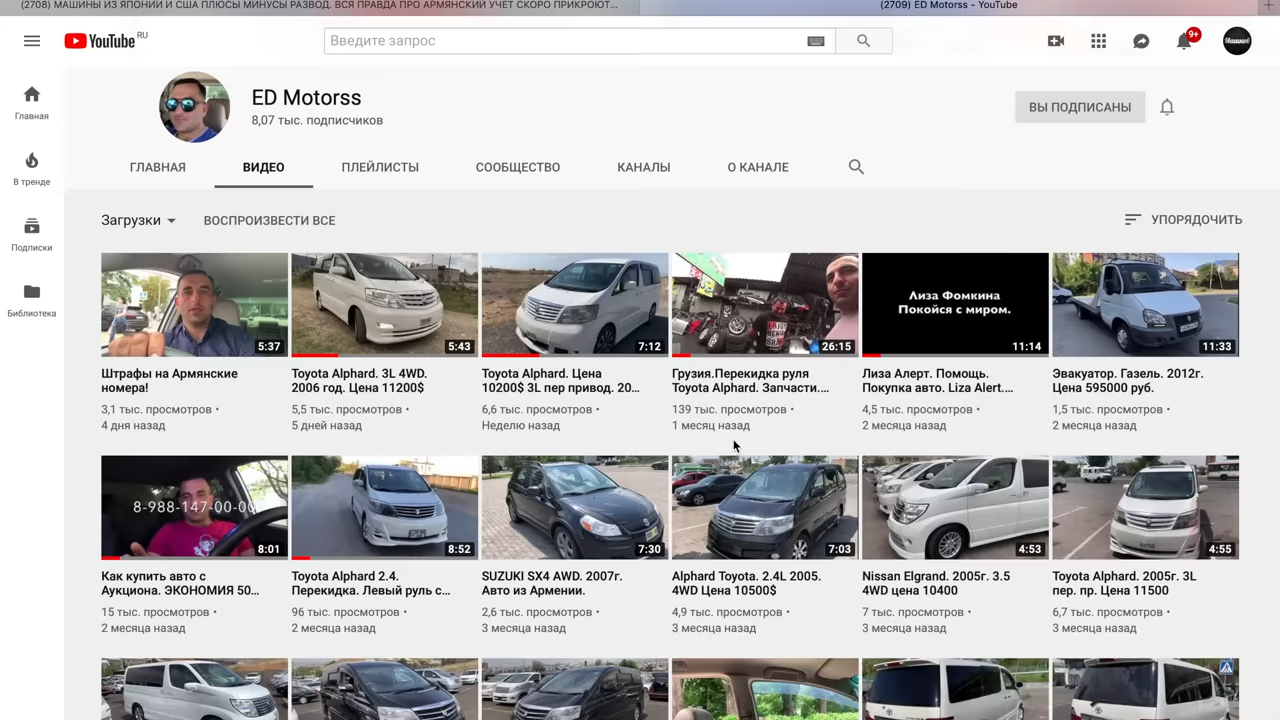 (2708) МАШИНЫ ИЗ ЯПОНИИ И США ПЛЮСЫ МИНУСЫ РАЗВОД. ВСЯ ПРАВДА ПРО АРМЯНСКИЙ УЧЕТ СКОРО ПРИКРОЮТ...
(2709) ED Motorss - YouTube
YouTube RU
Введите запрос
9+
Главная
В тренде
Подписки
Библиотека
ED Motorss
8,07 тыс. подписчиков
ВЫ ПОДПИСАНЫ
ГЛАВНАЯ ВИДЕО ПЛЕЙЛИСТЫ СООБЩЕСТВО КАНАЛЫ О КАНАЛЕ
Загрузки ВОСПРОИЗВЕСТИ ВСЕ УПОРЯДОЧИТЬ
5:37
Штрафы на Армянские
номера!
3,1 тыс. просмотров •
4 дня назад
5:43
Toyota Alphard. 3L 4WD.
2006 год. Цена 11200$
5,5 тыс. просмотров •
5 дней назад
7:12
Toyota Alphard. Цена
10200$ 3L пер привод. 20...
6,6 тыс. просмотров •
Неделю назад
26:15
Грузия.Перекидка руля
Toyota Alphard. Запчасти....
139 тыс. просмотров •
1 месяц назад
Лиза Фомкина
Покойся с миром.
11:14
Лиза Алерт. Помощь.
Покупка авто. Liza Alert....
4,5 тыс. просмотров •
2 месяца назад
11:33
Эвакуатор. Газель. 2012г.
Цена 595000 руб.
1,5 тыс. просмотров •
2 месяца назад
8-988-147-00-00
8:01
Как купить авто с
Аукциона. ЭКОНОМИЯ 50...
15 тыс. просмотров •
2 месяца назад
8:52
Toyota Alphard 2.4.
Перекидка. Левый руль с...
96 тыс. просмотров •
2 месяца назад
7:30
SUZUKI SX4 AWD. 2007г.
Авто из Армении.
2,6 тыс. просмотров •
3 месяца назад
7:03
Alphard Toyota. 2.4L 2005.
4WD Цена 10500$
4,9 тыс. просмотров •
3 месяца назад
4:53
Nissan Elgrand. 2005г. 3.5
4WD цена 10400
7 тыс. просмотров •
3 месяца назад
4:55
Toyota Alphard. 2005г. 3L
пер. пр. Цена 11500
6,7 тыс. просмотров •
3 месяца назад